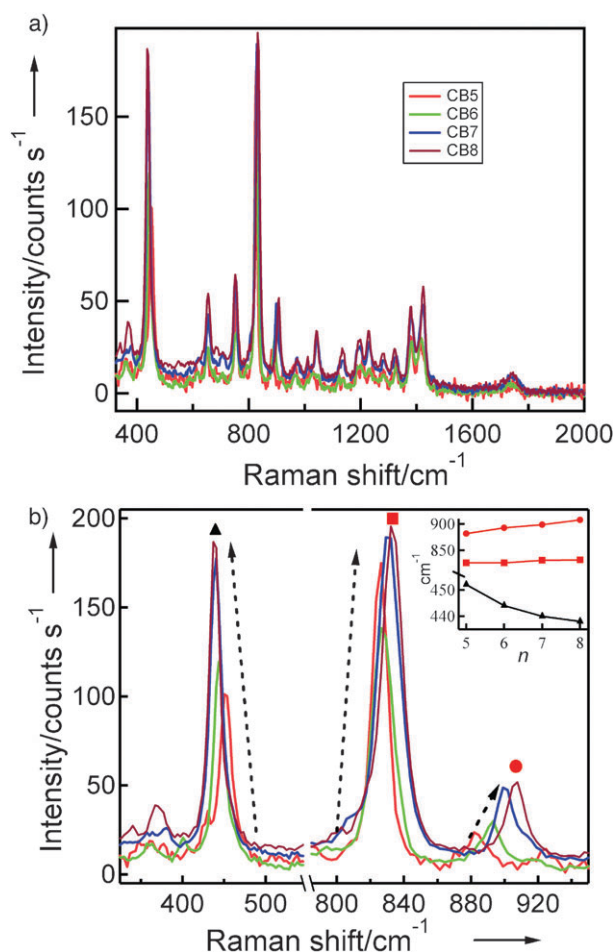 a)
Intensity/counts s⁻¹
150
100
50
0
CB5
CB6
CB7
CB8
400
800
1200
1600
2000
Raman shift/cm⁻¹
b)
Intensity/counts s⁻¹
200
150
100
50
0
400
500
800
840
880
920
Raman shift/cm⁻¹
cm⁻¹
900
850
450
440
5
6
7
8
n